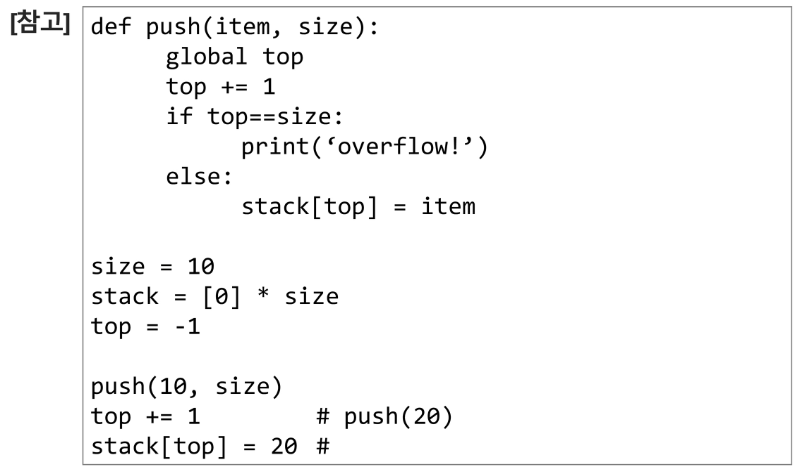 [참고] def push(item, size):
           global top
           top += 1
           if top==size:
                      print(‘overflow!’)
           else:
                      stack[top] = item

size = 10
stack = [0] * size
top = -1

push(10, size)
top += 1          # push(20)
stack[top] = 20 #